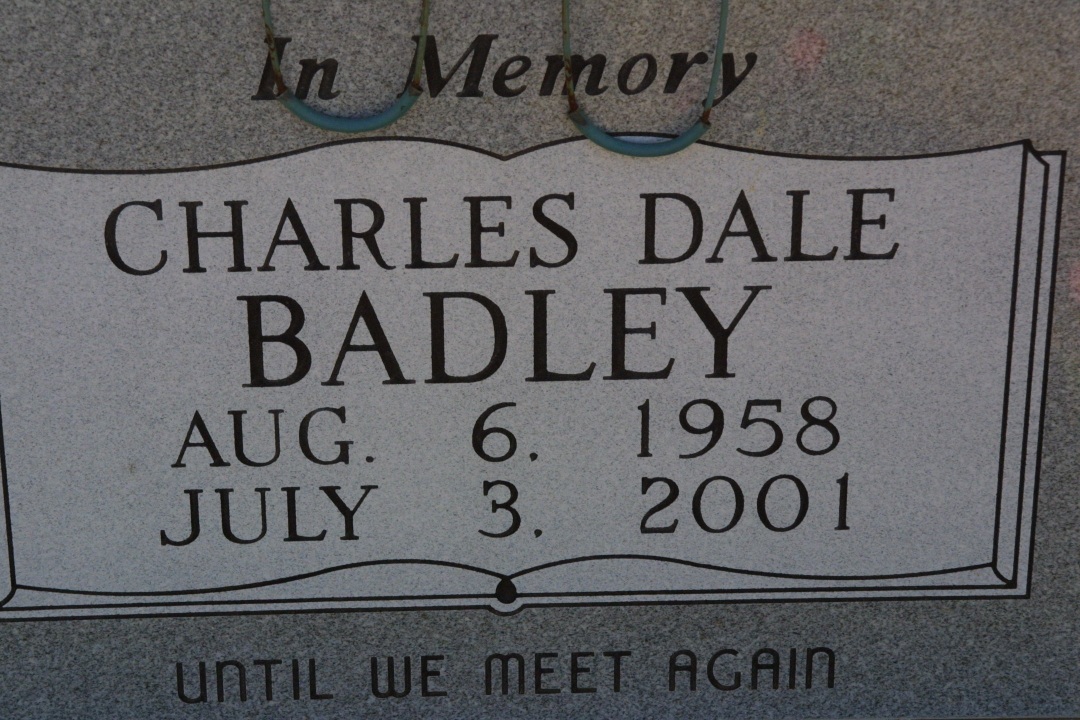 In Memory
CHARLES DALE
BADLEY
AUG. 6, 1958
JULY 3, 2001
UNTIL WE MEET AGAIN